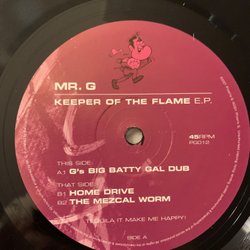 MR. G
KEEPER OF THE FLAME E.P.
45RPM
PG012
THIS SIDE:
A1 G's BIG BATTY GAL DUB
THAT SIDE:
B1 HOME DRIVE
B2 THE MEZCAL WORM
TEQUILA IT MAKE ME HAPPY!
SIDE A